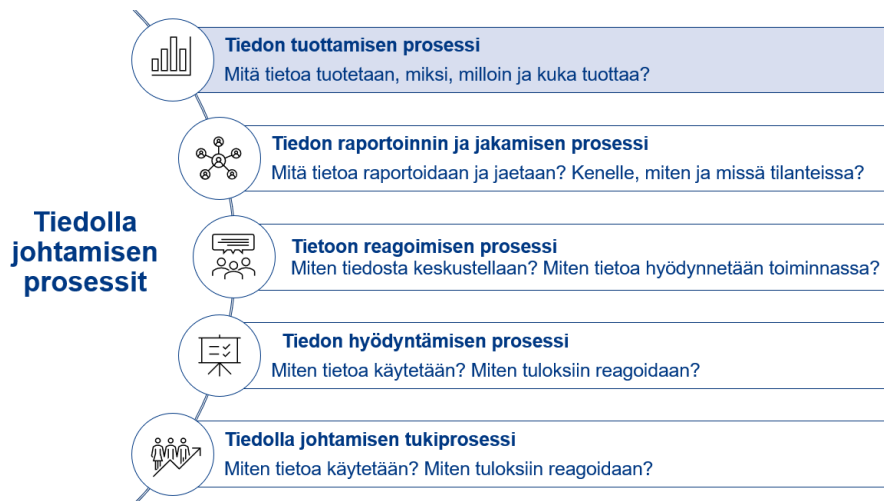 Tiedolla
johtamisen
prosessit
Tiedon tuottamisen prosessi
Mitä tietoa tuotetaan, miksi, milloin ja kuka tuottaa?
Tiedon raportoinnin ja jakamisen prosessi
Mitä tietoa raportoidaan ja jaetaan? Kenelle, miten ja missä tilanteissa?
Tietoon reagoimisen prosessi
Miten tiedosta keskustellaan? Miten tietoa hyödynnetään toiminnassa?
Tiedon hyödyntämisen prosessi
Miten tietoa käytetään? Miten tuloksiin reagoidaan?
Tiedolla johtamisen tukiprosessi
Miten tietoa käytetään? Miten tuloksiin reagoidaan?